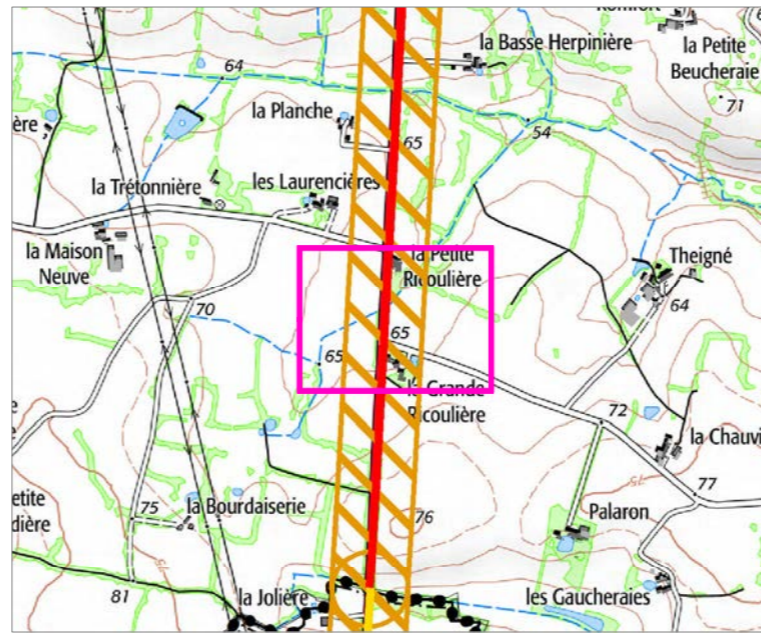 la Basse Herpinière
la Petite
Beucheraie
64
la Planche
71
ère
65
54
la Trétonnière
les Laurencières
la Maison
Neuve
la Petite
Ricoulière
Theigné
64
70
65
65
la Grande
Ricoulière
72
la Chauvi
77
etite
dière
75
la Bourdaiserie
76
Palaron
81
la Jolière
les Gaucheraies